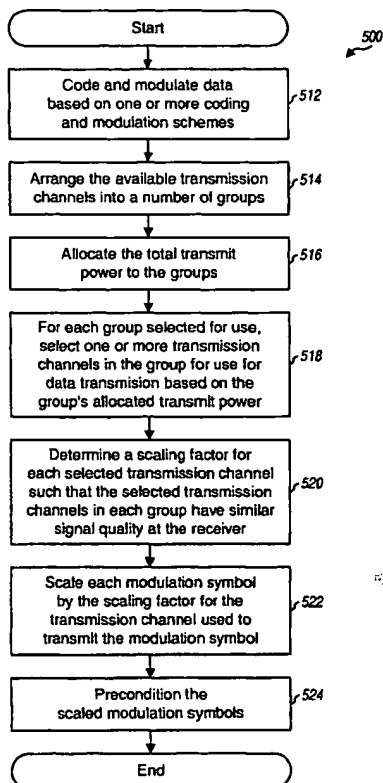 Start
500
Code and modulate data
based on one or more coding
and modulation schemes
512
Arrange the available transmission
channels into a number of groups
514
Allocate the total transmit
power to the groups
516
For each group selected for use,
select one or more transmission
channels in the group for use for
data transmision based on the
group's allocated transmit power
518
Determine a scaling factor for
each selected transmission channel
such that the selected transmission
channels in each group have similar
signal quality at the receiver
520
Scale each modulation symbol
by the scaling factor for the
transmission channel used to
transmit the modulation symbol
522
Precondition the
scaled modulation symbols
524
End